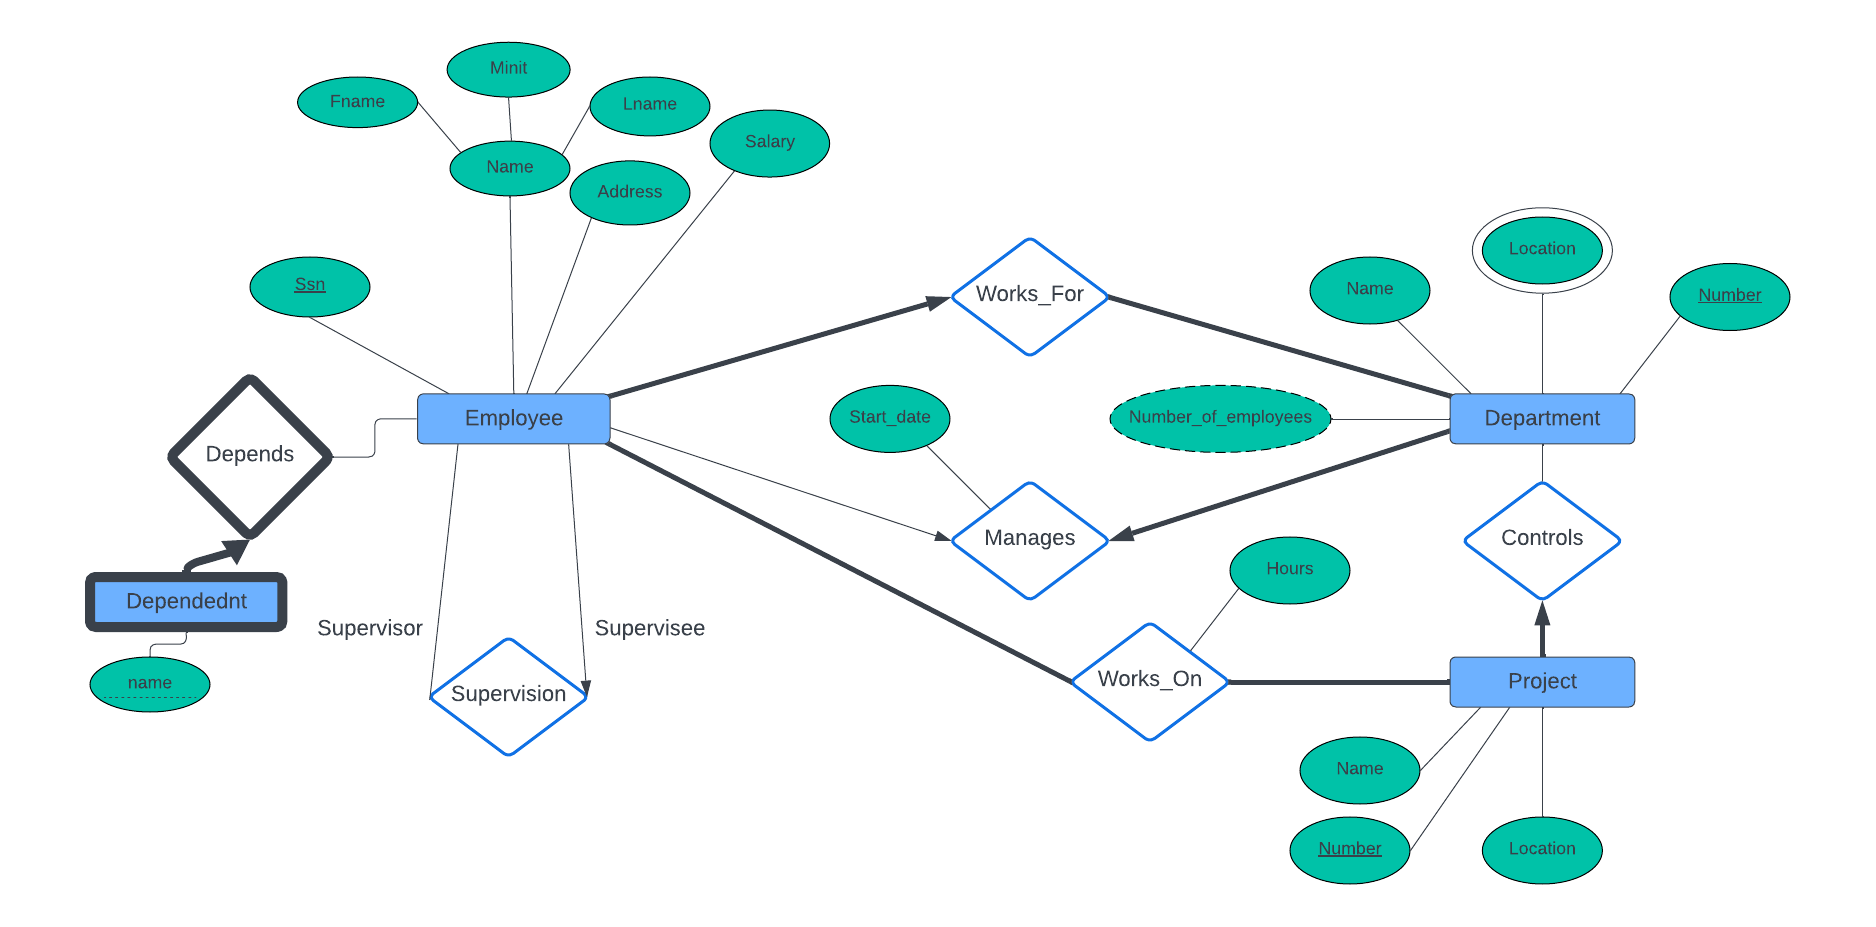 Minit
Fname
Lname
Salary
Name
Address
Ssn
Location
Name
Number
Works_For
Employee
Start_date
Number_of_employees
Department
Depends
Manages
Controls
Hours
Dependednt
Supervisor
Supervisee
name
Supervision
Works_On
Project
Name
Number
Location